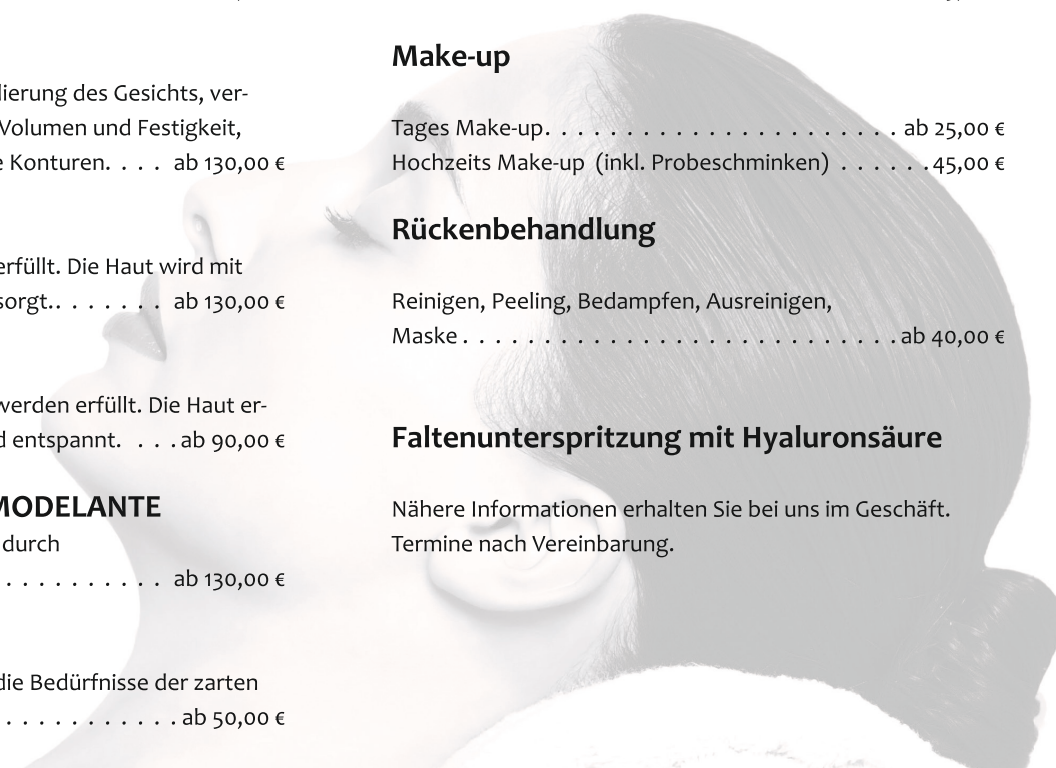 lierung des Gesichts, ver-
Volumen und Festigkeit,
e Konturen. . . . ab 130,00 €
erfüllt. Die Haut wird mit
sorgt.. . . . . . . ab 130,00 €
werden erfüllt. Die Haut er-
d entspannt. . . . ab 90,00 €
MODELANTE
durch
. . . . . . . . . . . ab 130,00 €
die Bedürfnisse der zarten
. . . . . . . . . . . . ab 50,00 €
Make-up
Tages Make-up. . . . . . . . . . . . . . . . . . . . . . ab 25,00 €
Hochzeits Make-up (inkl. Probeschminken) . . . . . . 45,00 €
Rückenbehandlung
Reinigen, Peeling, Bedampfen, Ausreinigen,
Maske . . . . . . . . . . . . . . . . . . . . . . . . . . . ab 40,00 €
Faltenunterspritzung mit Hyaluronsäure
Nähere Informationen erhalten Sie bei uns im Geschäft.
Termine nach Vereinbarung.